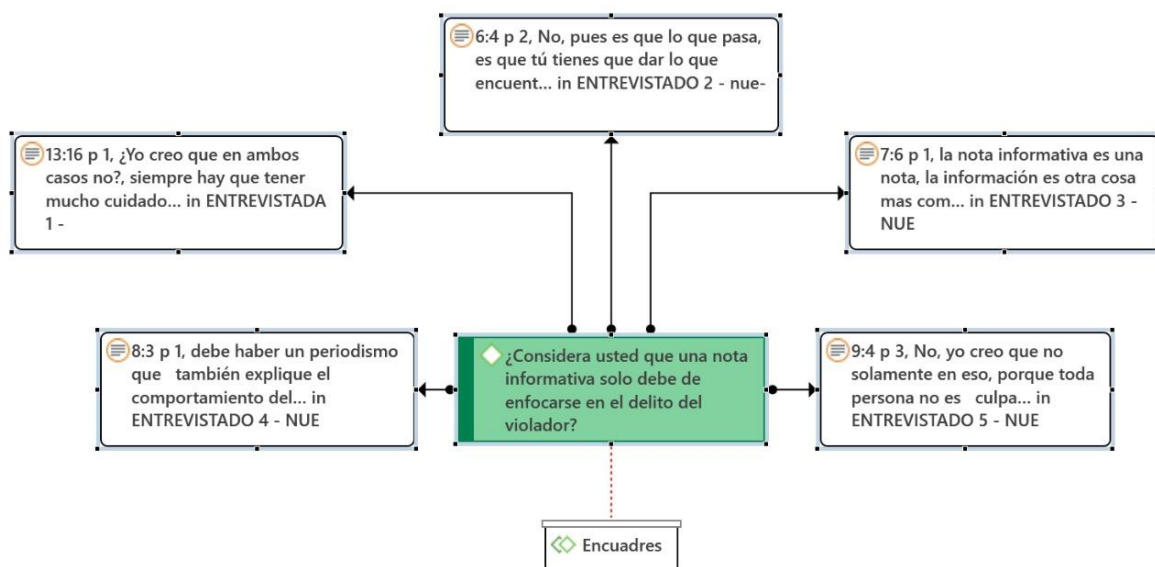 6:4 p 2, No, pues es que lo que pasa,
es que tú tienes que dar lo que
encuent... in ENTREVISTADO 2 - nue-
13:16 p 1, ¿Yo creo que en ambos
casos no?, siempre hay que tener
mucho cuidado... in ENTREVISTADA
1 -
7:6 p 1, la nota informativa es una
nota, la información es otra cosa
mas com... in ENTREVISTADO 3 -
NUE
8:3 p 1, debe haber un periodismo
que también explique el
comportamiento del... in
ENTREVISTADO 4 - NUE
¿Considera usted que una nota
informativa solo debe de
enfocarse en el delito del
violador?
9:4 p 3, No, yo creo que no
solamente en eso, porque toda
persona no es culpa... in
ENTREVISTADO 5 - NUE
Encuadres